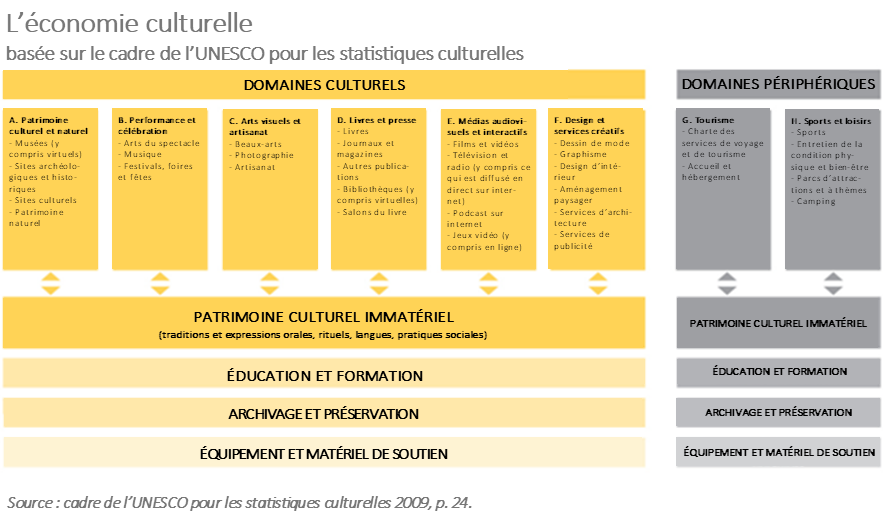 L’économie culturelle
basée sur le cadre de l’UNESCO pour les statistiques culturelles
DOMAINES CULTURELS
A. Patrimoine
culturel et naturel
- Musées (y
compris virtuels)
- Sites archéolo-
giques et histo-
riques
- Sites culturels
- Patrimoine
naturel
B. Performance et
célébration
- Arts du spectacle
- Musique
- Festivals, foires
et fêtes
C. Arts visuels et
artisanat
- Beaux-arts
- Photographie
- Artisanat
D. Livres et presse
- Livres
- Journaux et
magazines
- Autres publica-
tions
- Bibliothèques (y
compris virtuelles)
- Salons du livre
E. Médias audiovi-
suels et interactifs
- Films et vidéos
- Télévision et
radio (y compris ce
qui est diffusé en
direct sur inter-
net)
- Podcast sur
internet
- Jeux vidéo (y
compris en ligne)
F. Design et
services créatifs
- Dessin de mode
- Graphisme
- Design d’inté-
rieur
- Aménagement
paysager
- Services d’archi-
tecture
- Services de
publicité
DOMAINES PÉRIPHÉRIQUES
G. Tourisme
- Charte des
services de voyage
et de tourisme
- Accueil et
hébergement
H. Sports et loisirs
- Sports
- Entretien de la
condition phy-
sique et bien-être
- Parcs d’attrac-
tions et à thèmes
- Camping
PATRIMOINE CULTUREL IMMATÉRIEL
(traditions et expressions orales, rituels, langues, pratiques sociales)
PATRIMOINE CULTUREL IMMATÉRIEL
ÉDUCATION ET FORMATION
ÉDUCATION ET FORMATION
ARCHIVAGE ET PRÉSERVATION
ARCHIVAGE ET PRÉSERVATION
ÉQUIPEMENT ET MATÉRIEL DE SOUTIEN
ÉQUIPEMENT ET MATÉRIEL DE SOUTIEN
Source : cadre de l’UNESCO pour les statistiques culturelles 2009, p. 24.